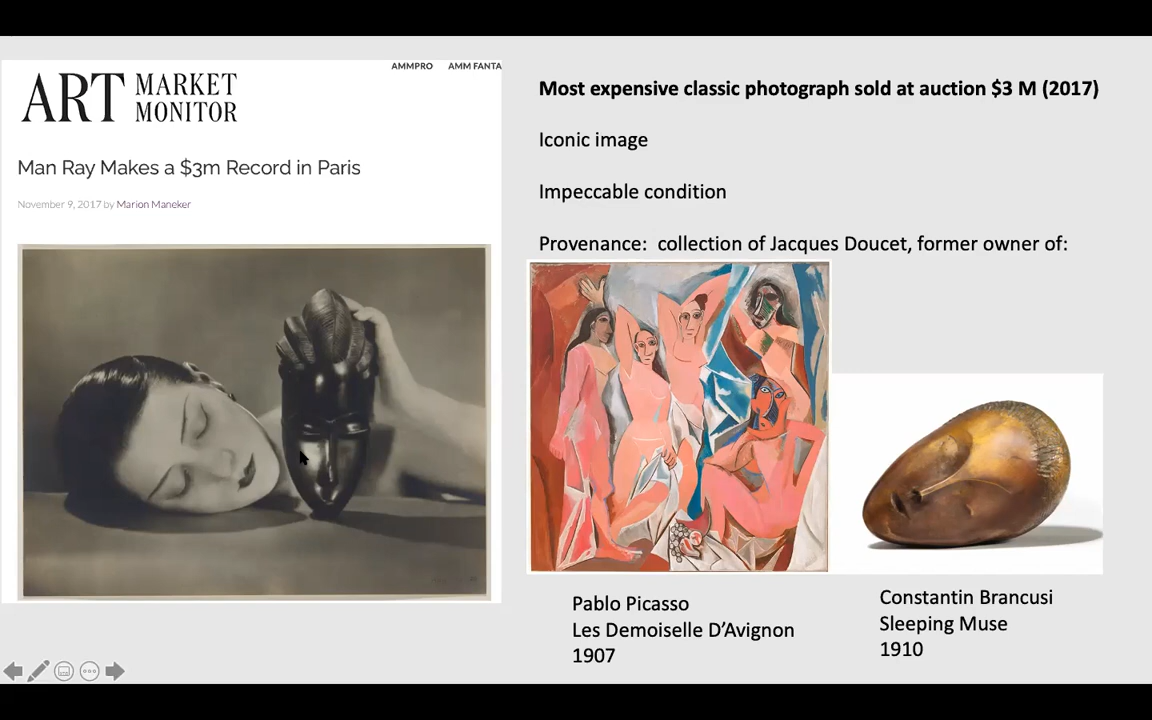 ART MARKET MONITOR
AMMPRO AMM FANTA
Man Ray Makes a $3m Record in Paris
November 9, 2017 by Marion Maneker
Most expensive classic photograph sold at auction $3 M (2017)
Iconic image
Impeccable condition
Provenance: collection of Jacques Doucet, former owner of:
Pablo Picasso
Les Demoiselle D’Avignon
1907
Constantin Brancusi
Sleeping Muse
1910